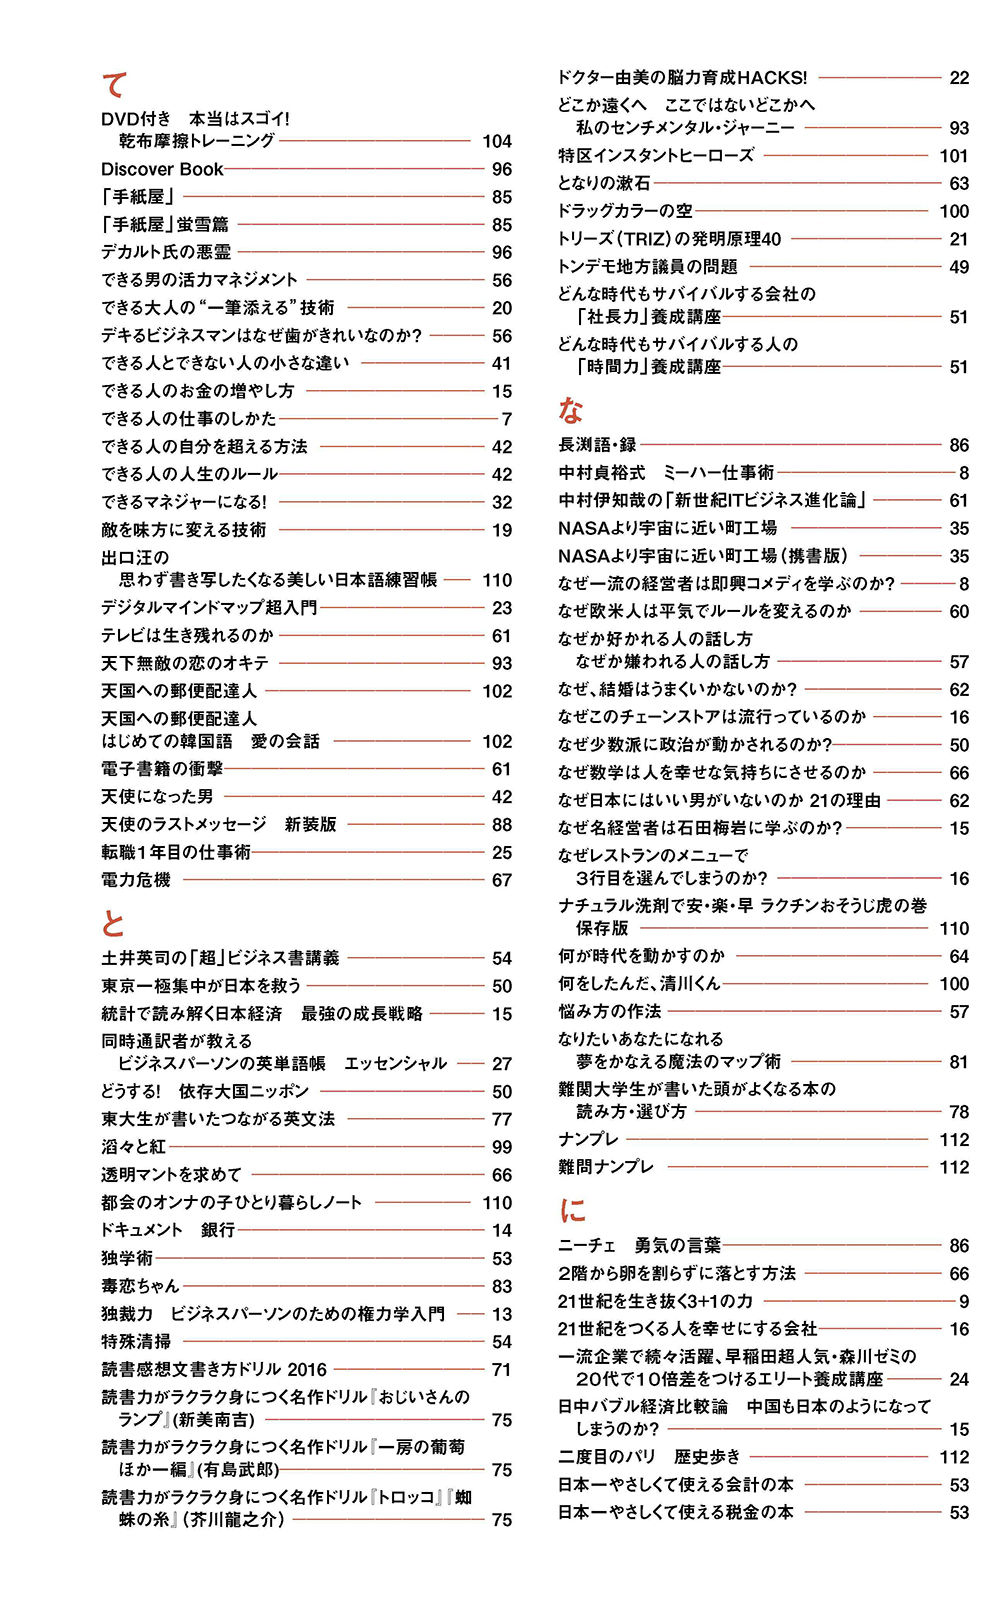 て
DVD付き　本当はスゴイ!
乾布摩擦トレーニング 104
Discover Book 96
「手紙屋」 85
「手紙屋」蛍雪篇 85
デカルト氏の悪霊 96
できる男の活力マネジメント 56
できる大人の“一筆添える”技術 20
デキるビジネスマンはなぜ歯がきれいなのか? 56
できる人とできない人の小さな違い 41
できる人のお金の増やし方 15
できる人の仕事のしかた 7
できる人の自分を超える方法 42
できる人の人生のルール 42
できるマネジャーになる! 32
敵を味方に変える技術 19
出口汪の
思わず書き写したくなる美しい日本語練習帳 110
デジタルマインドマップ超入門 23
テレビは生き残れるのか 61
天下無敵の恋のオキテ 93
天国への郵便配達人 102
天国への郵便配達人
はじめての韓国語　愛の会話 102
電子書籍の衝撃 61
天使になった男 42
天使のラストメッセージ　新装版 88
転職1年目の仕事術 25
電力危機 67
と
土井英司の「超」ビジネス書講義 54
東京一極集中が日本を救う 50
統計で読み解く日本経済　最強の成長戦略 15
同時通訳者が教える
ビジネスパーソンの英単語帳　エッセンシャル 27
どうする!　依存大国ニッポン 50
東大生が書いたつながる英文法 77
滔々と紅 99
透明マントを求めて 66
都会のオンナの子ひとり暮らしノート 110
ドキュメント　銀行 14
独学術 53
毒恋ちゃん 83
独裁力　ビジネスパーソンのための権力学入門 13
特殊清掃 54
読書感想文書き方ドリル 2016 71
読書力がラクラク身につく名作ドリル『おじいさんの
ランプ』(新美南吉) 75
読書力がラクラク身につく名作ドリル『一房の葡萄
ほか一編』(有島武郎) 75
読書力がラクラク身につく名作ドリル『トロッコ』『蜘
蛛の糸』(芥川龍之介) 75
ドクター由美の脳力育成HACKS! 22
どこか遠くへ　ここではないどこかへ
私のセンチメンタル・ジャーニー 93
特区インスタントヒーローズ 101
となりの漱石 63
ドラッグカラーの空 100
トリーズ(TRIZ)の発明原理40 21
トンデモ地方議員の問題 49
どんな時代もサバイバルする会社の
「社長力」養成講座 51
どんな時代もサバイバルする人の
「時間力」養成講座 51
な
長渕語・録 86
中村貞裕式　ミーハー仕事術 8
中村伊知哉の「新世紀ITビジネス進化論」 61
NASAより宇宙に近い町工場 35
NASAより宇宙に近い町工場(携書版) 35
なぜ一流の経営者は即興コメディを学ぶのか? 8
なぜ欧米人は平気でルールを変えるのか 60
なぜか好かれる人の話し方
なぜか嫌われる人の話し方 57
なぜ、結婚はうまくいかないのか? 62
なぜこのチェーンストアは流行っているのか 16
なぜ少数派に政治が動かされるのか? 50
なぜ数学は人を幸せな気持ちにさせるのか 66
なぜ日本にはいい男がいないのか 21の理由 62
なぜ名経営者は石田梅岩に学ぶのか? 15
なぜレストランのメニューで
3行目を選んでしまうのか? 16
ナチュラル洗剤で安・楽・早 ラクチンおそうじ虎の巻
保存版 110
何が時代を動かすのか 64
何をしたんだ、清川くん 100
悩み方の作法 57
なりたいあなたになれる
夢をかなえる魔法のマップ術 81
難関大学生が書いた頭がよくなる本の
読み方・選び方 78
ナンプレ 112
難問ナンプレ 112
に
ニーチェ　勇気の言葉 86
2階から卵を割らずに落とす方法 66
21世紀を生き抜く3+1の力 9
21世紀をつくる人を幸せにする会社 16
一流企業で続々活躍、早稲田超人気・森川ゼミの
20代で10倍差をつけるエリート養成講座 24
日中バブル経済比較論　中国も日本のようになって
しまうのか? 15
二度目のパリ　歴史歩き 112
日本一やさしくて使える会計の本 53
日本一やさしくて使える税金の本 53